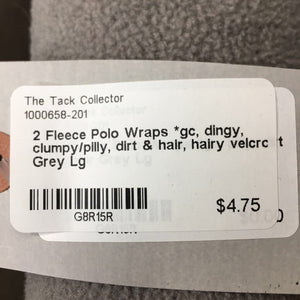 The Tack Collector
1000658-201
2 Fleece Polo Wraps *gc, dingy,
clumpy/pilly, dirt & hair, hairy velcro t
Grey Lg
G8R15R
$4.75